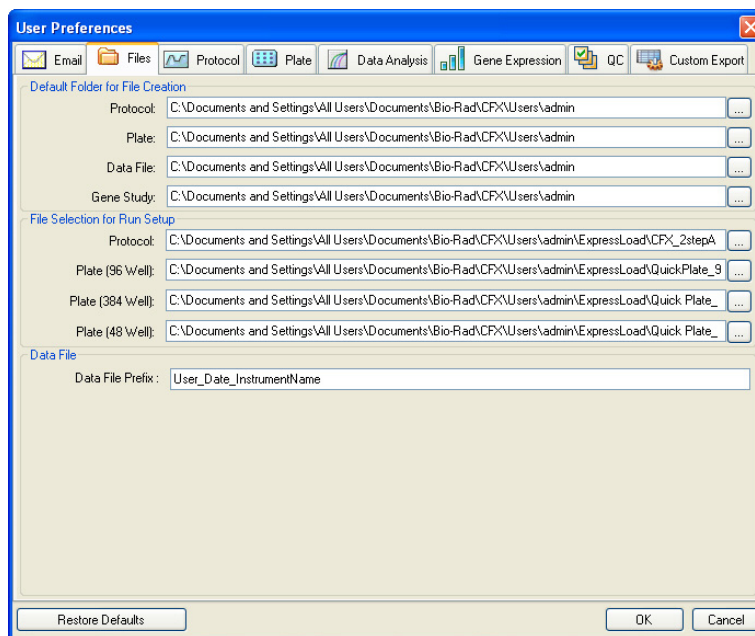 User Preferences
Email Files Protocol Plate Data Analysis Gene Expression QC Custom Export
Default Folder for File Creation
Protocol: C:\Documents and Settings\All Users\Documents\Bio-Rad\CFX\Users\admin ...
Plate: C:\Documents and Settings\All Users\Documents\Bio-Rad\CFX\Users\admin ...
Data File: C:\Documents and Settings\All Users\Documents\Bio-Rad\CFX\Users\admin ...
Gene Study: C:\Documents and Settings\All Users\Documents\Bio-Rad\CFX\Users\admin ...
File Selection for Run Setup
Protocol: C:\Documents and Settings\All Users\Documents\Bio-Rad\CFX\Users\admin\ExpressLoad\CFX_2stepA ...
Plate (96 Well): C:\Documents and Settings\All Users\Documents\Bio-Rad\CFX\Users\admin\ExpressLoad\QuickPlate_9 ...
Plate (384 Well): C:\Documents and Settings\All Users\Documents\Bio-Rad\CFX\Users\admin\ExpressLoad\Quick Plate_ ...
Plate (48 Well): C:\Documents and Settings\All Users\Documents\Bio-Rad\CFX\Users\admin\ExpressLoad\Quick Plate_ ...
Data File
Data File Prefix : User_Date_InstrumentName
Restore Defaults OK Cancel